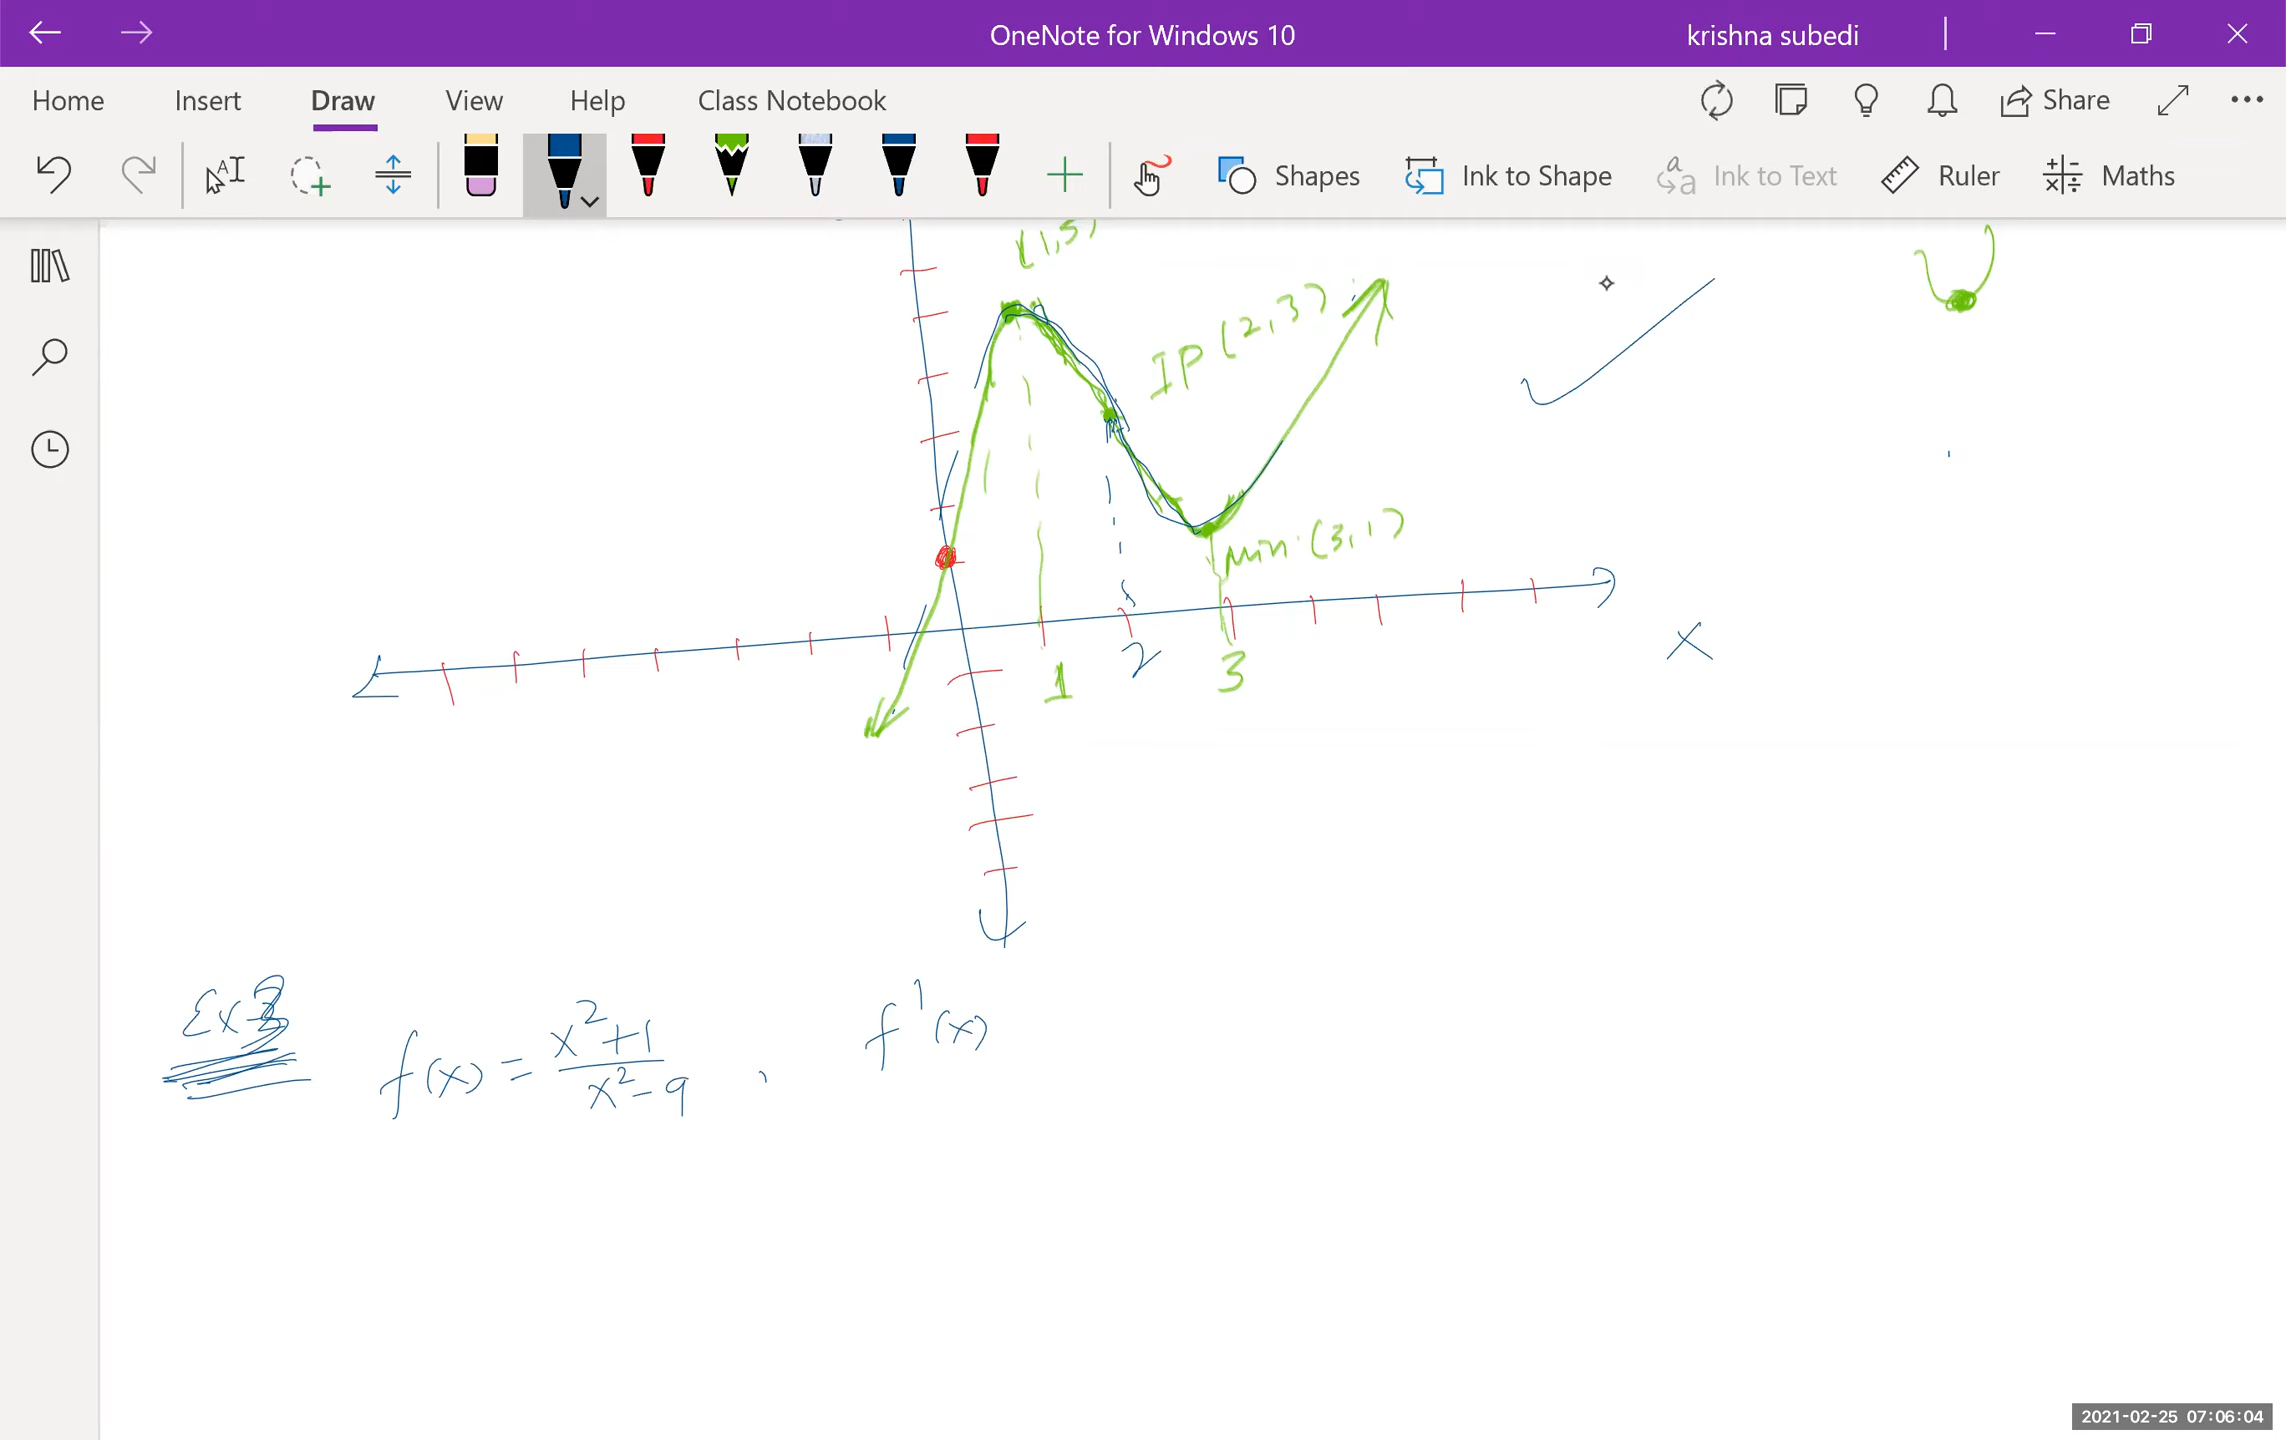 OneNote for Windows 10
krishna subedi
Home Insert Draw View Help Class Notebook
Share
Shapes Ink to Shape Ink to Text Ruler Maths
(1,5)
IP (2,3)
min. (3,1)
x
1 2 3
f(x) = x²+1 / x²-9 , f'(x)
2021-02-25 07:06:04